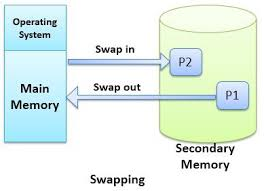 Operating
System
Swap in
P2
Main
Memory
Swap out
P1
Secondary
Memory
Swapping